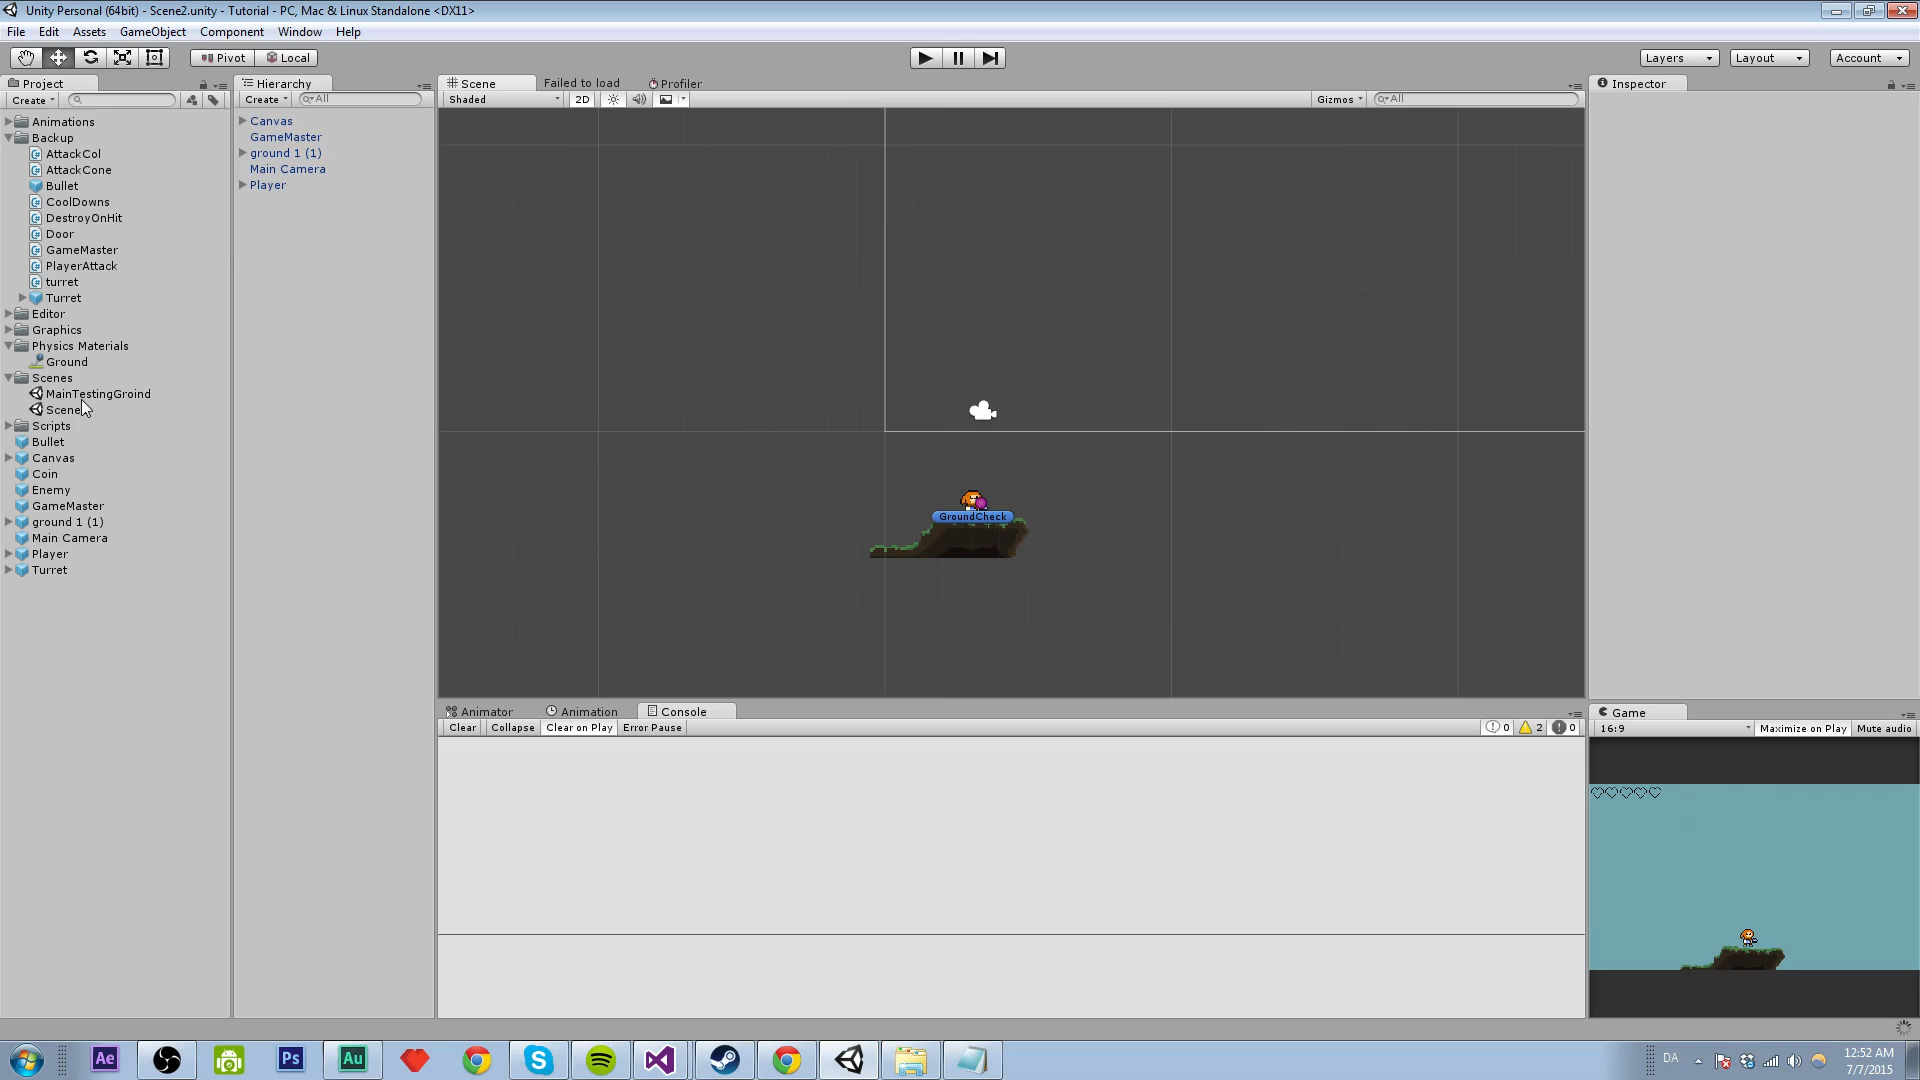 Unity Personal (64bit) - Scene2.unity - Tutorial - PC, Mac & Linux Standalone <DX11>
File Edit Assets GameObject Component Window Help
Pivot Local Layers Layout Account
Project Hierarchy Scene Failed to load Profiler Inspector
Create Create All Shaded 2D Gizmos All
Animations
Backup
AttackCol
AttackCone
Bullet
CoolDowns
DestroyOnHit
Door
GameMaster
PlayerAttack
turret
Turret
Editor
Graphics
Physics Materials
Ground
Scenes
MainTestingGroind
Scene
Scripts
Bullet
Canvas
Coin
Enemy
GameMaster
ground 1 (1)
Main Camera
Player
Turret
Canvas
GameMaster
ground 1 (1)
Main Camera
Player
GroundCheck
Animator Animation Console
Clear Collapse Clear on Play Error Pause 0 2 0
Game
16:9 Maximize on Play Mute audio
Ae Ps Au
DA
12:52 AM
7/7/2015